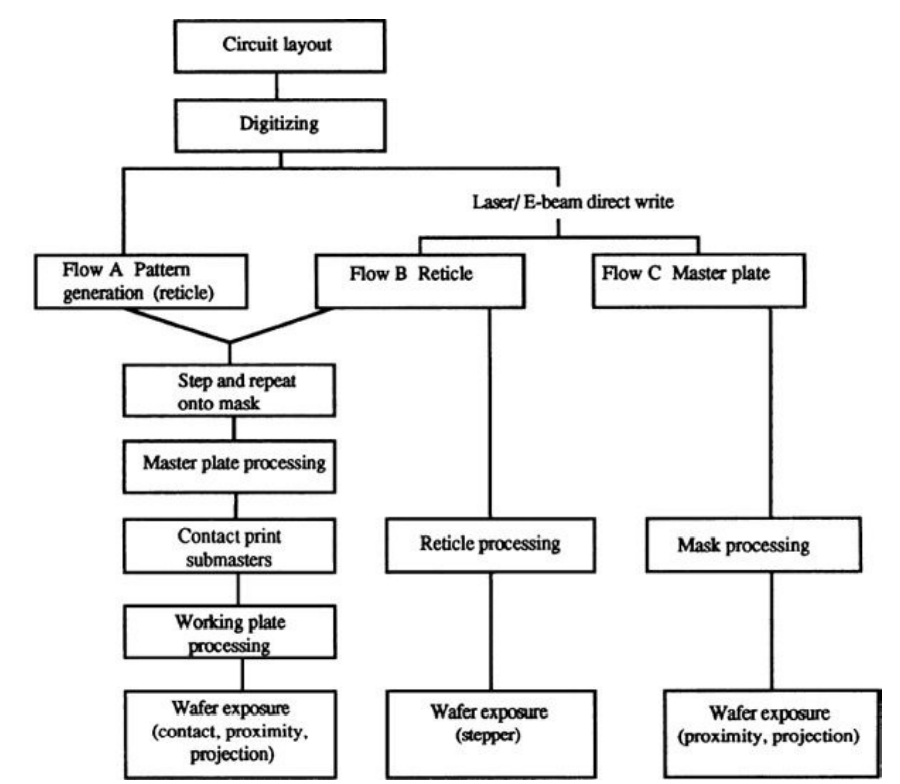 Circuit layout
Digitizing
Laser/ E-beam direct write
Flow A Pattern
generation (reticle)
Flow B Reticle
Flow C Master plate
Step and repeat
onto mask
Master plate processing
Contact print
submasters
Reticle processing
Mask processing
Working plate
processing
Wafer exposure
(contact, proximity,
projection)
Wafer exposure
(stepper)
Wafer exposure
(proximity, projection)